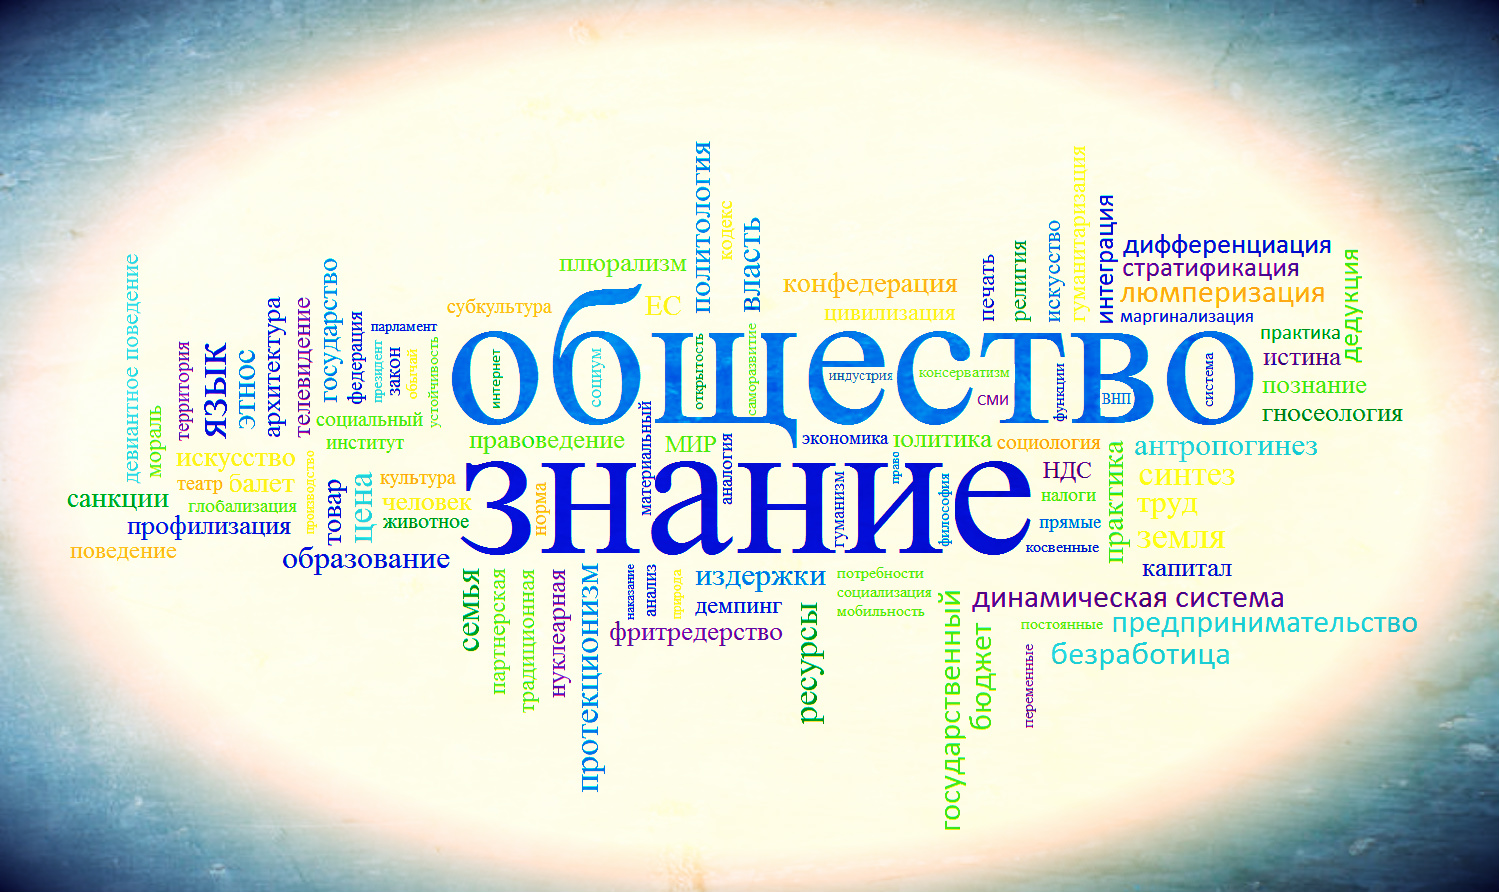 общество
знание
девиантное поведение
мораль
территория
язык
этнос
архитектура
телевидение
государство
федерация
парламент
президент
закон
обычай
устойчивость
социальный
институт
искусство
театр
балет
санкции
глобализация
профилизация
поведение
производство
товар
цена
культура
человек
животное
образование
субкультура
плюрализм
ЕС
политология
кодекс
власть
интернет
социум
открытость
саморазвитие
конфедерация
цивилизация
индустрия
консерватизм
СМИ
функции
ВНП
система
печать
религия
искусство
гуманитаризация
интеграция
дифференциация
стратификация
люмперизация
маргинализация
практика
истина
познание
гносеология
дедукция
правоведение
материальный
МИР
аналогия
экономика
политика
социология
право
гуманизм
философия
норма
НДС
налоги
прямые
косвенные
практика
антропогинез
синтез
труд
земля
капитал
семья
партнерская
традиционная
нуклеарная
протекционизм
наказание
анализ
природа
издержки
демпинг
фритредерство
ресурсы
потребности
социализация
мобильность
государственный
бюджет
динамическая система
постоянные
переменные
предпринимательство
безработица